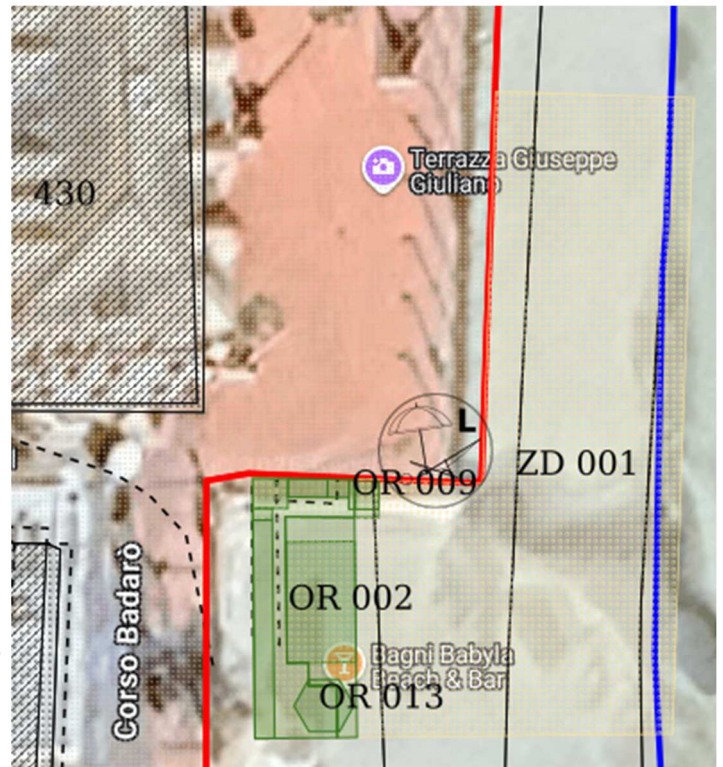 430
Terrazza Giuseppe
Giuliano
L
OR 009
ZD 001
Corso Badarò
OR 002
Bagni Babyla
Beach & Bar
OR 013